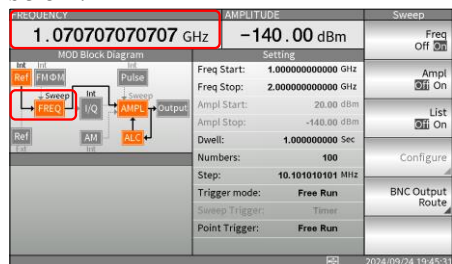 FREQUENCY
AMPLITUDE
Sweep
1.070707070707 GHz
-140.00 dBm
Freq
Off On
MOD Block Diagram
Setting
Int
Int
Int
Ref
FMΦM
Pulse
Freq Start: 1.000000000000 GHz
Ampl
Off On
Sweep
Int
Sweep
Freq Stop: 2.000000000000 GHz
FREQ
I/Q
AMPL
Output
Ampl Start: 20.00 dBm
List
Off On
Ampl Stop: -140.00 dBm
Ref
AM
ALC
Dwell: 1.000000000 Sec
Ext
Int
Numbers: 100
Configure
Step: 10.101010101 MHz
Trigger mode: Free Run
BNC Output
Route
Sweep Trigger: Timer
Point Trigger: Free Run
2024/09/24 19:45:31